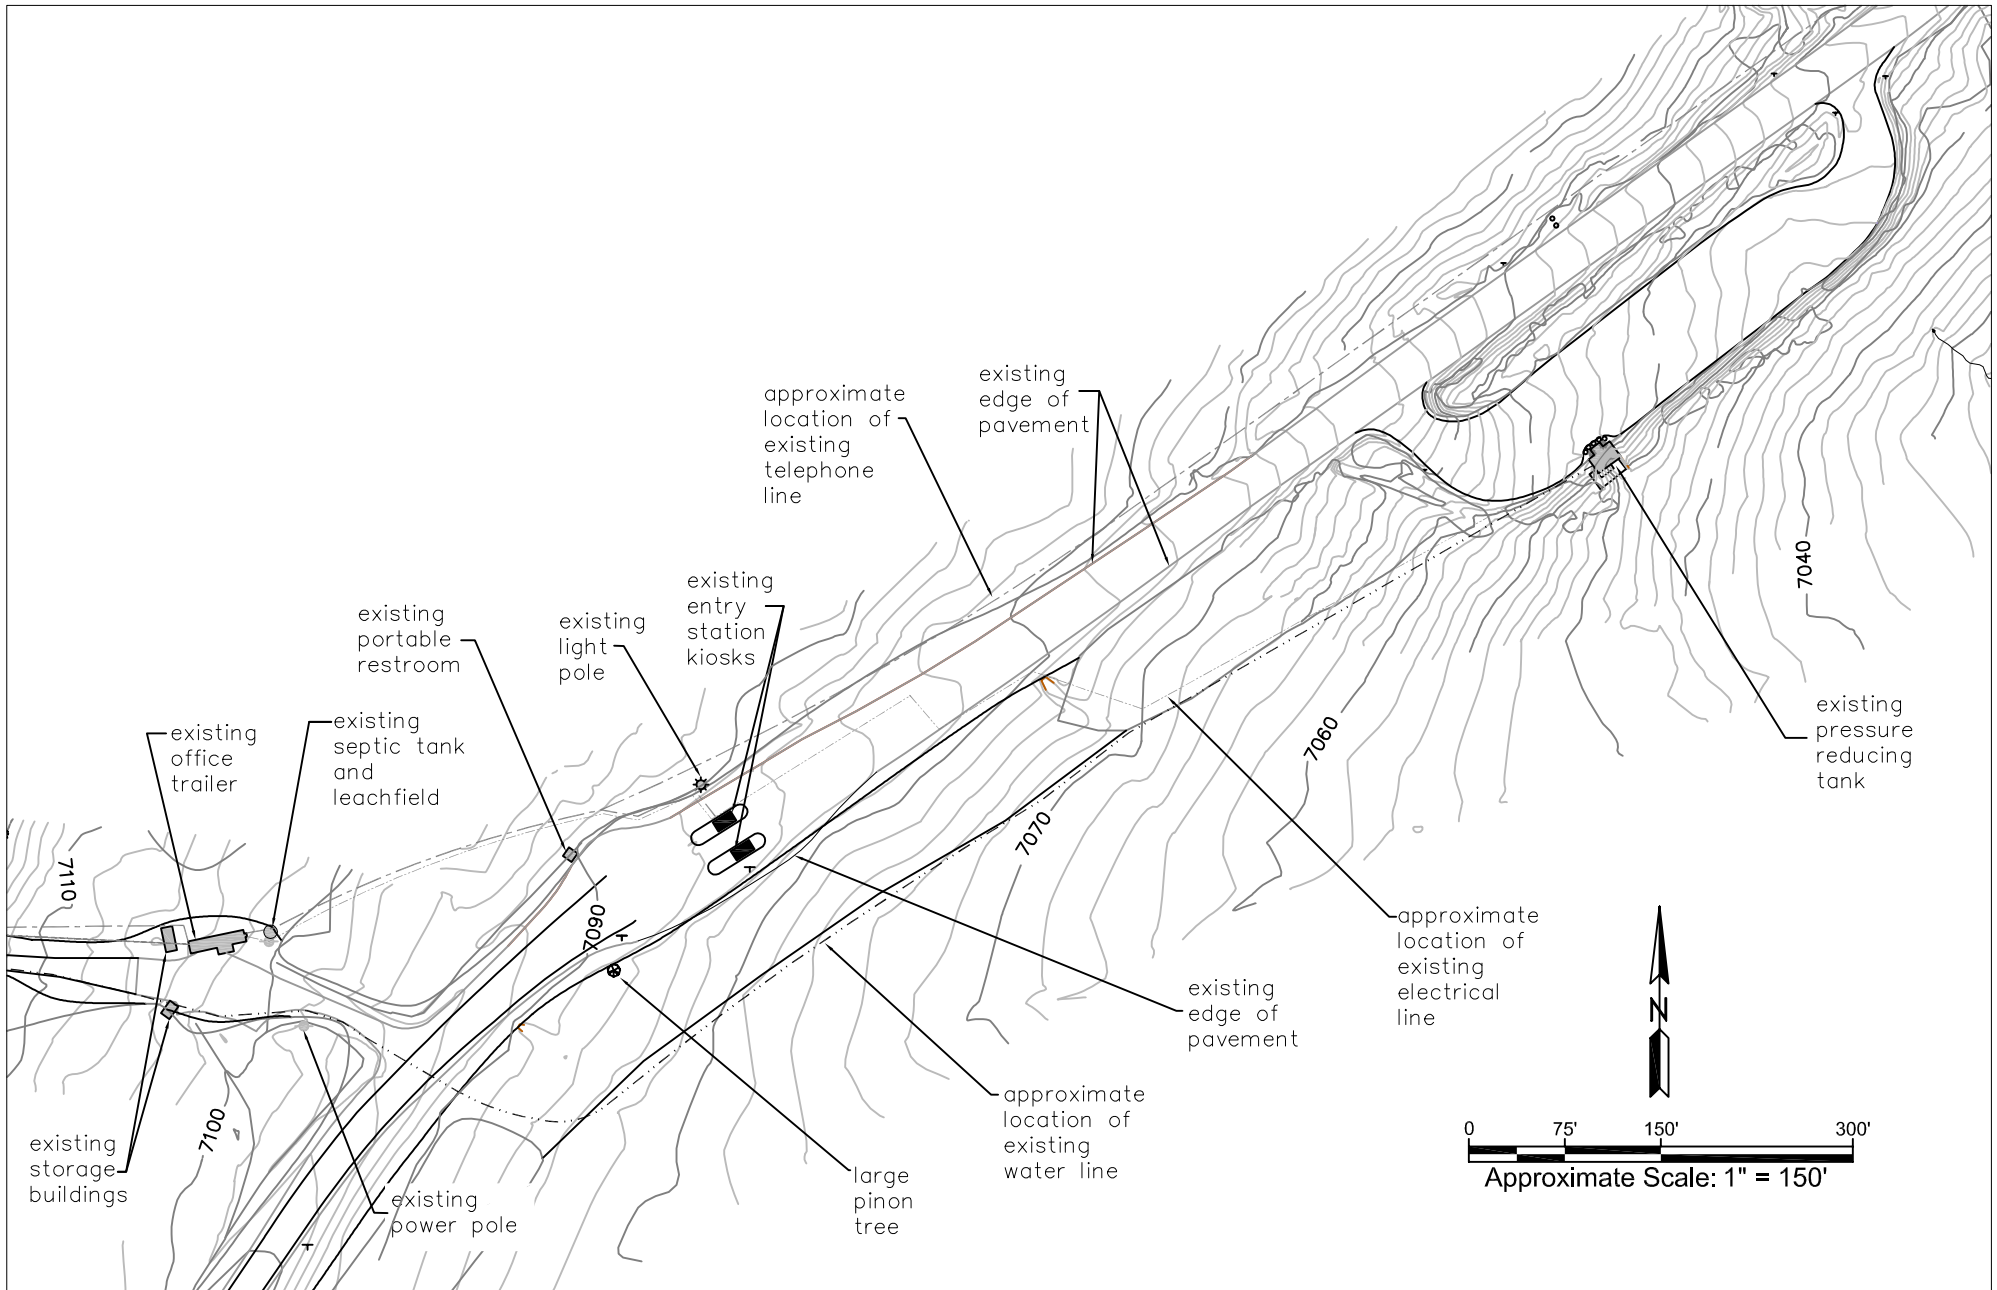 existing
edge of
pavement
approximate
location of
existing
telephone
line
existing
entry
station
kiosks
existing
portable
restroom
existing
light
pole
existing
office
trailer
existing
septic tank
and
leachfield
existing
pressure
reducing
tank
7040
7060
7070
7110
7090
7100
approximate
location of
existing
electrical
line
existing
edge of
pavement
approximate
location of
existing
water line
large
pinon
tree
existing
storage
buildings
existing
power pole
N
0 75' 150' 300'
Approximate Scale: 1" = 150'